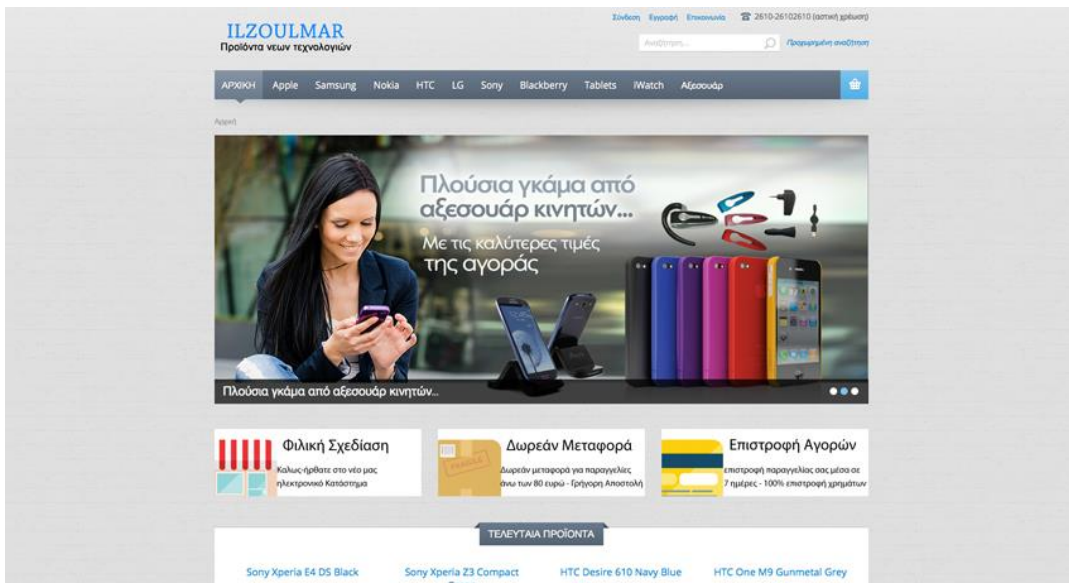 Σύνδεση Εγγραφή Επικοινωνία 2610-26102610 (αστική χρέωση)
ILZOULMAR
Προϊόντα νεων τεχνολογιών
Αναζήτηση...
Προχωρημένη αναζήτηση
ΑΡΧΙΚΗ Apple Samsung Nokia HTC LG Sony Blackberry Tablets iWatch Αξεσουάρ
Αρχική
Πλούσια γκάμα από
αξεσουάρ κινητών...
Με τις καλύτερες τιμές
της αγοράς
Πλούσια γκάμα από αξεσουάρ κινητών...
Φιλική Σχεδίαση
Καλως-ήρθατε στο νέο μας
ηλεκτρονικό Κατάστημα
FRAGILE
Δωρεάν Μεταφορά
Δωρεάν μεταφορά για παραγγελίες
άνω των 80 ευρώ - Γρήγορη Αποστολή
Επιστροφή Αγορών
επιστροφή παραγγελίας σας μέσα σε
7 ημέρες - 100% επιστροφή χρημάτων
ΤΕΛΕΥΤΑΙΑ ΠΡΟΪΟΝΤΑ
Sony Xperia E4 DS Black
Sony Xperia Z3 Compact
HTC Desire 610 Navy Blue
HTC One M9 Gunmetal Grey